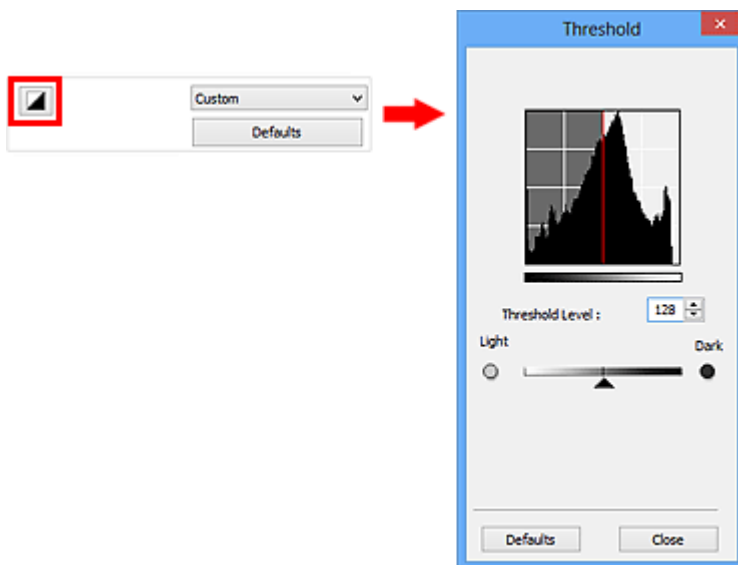 Custom
Defaults
Threshold
Threshold Level :
128
Light
Dark
Defaults
Close